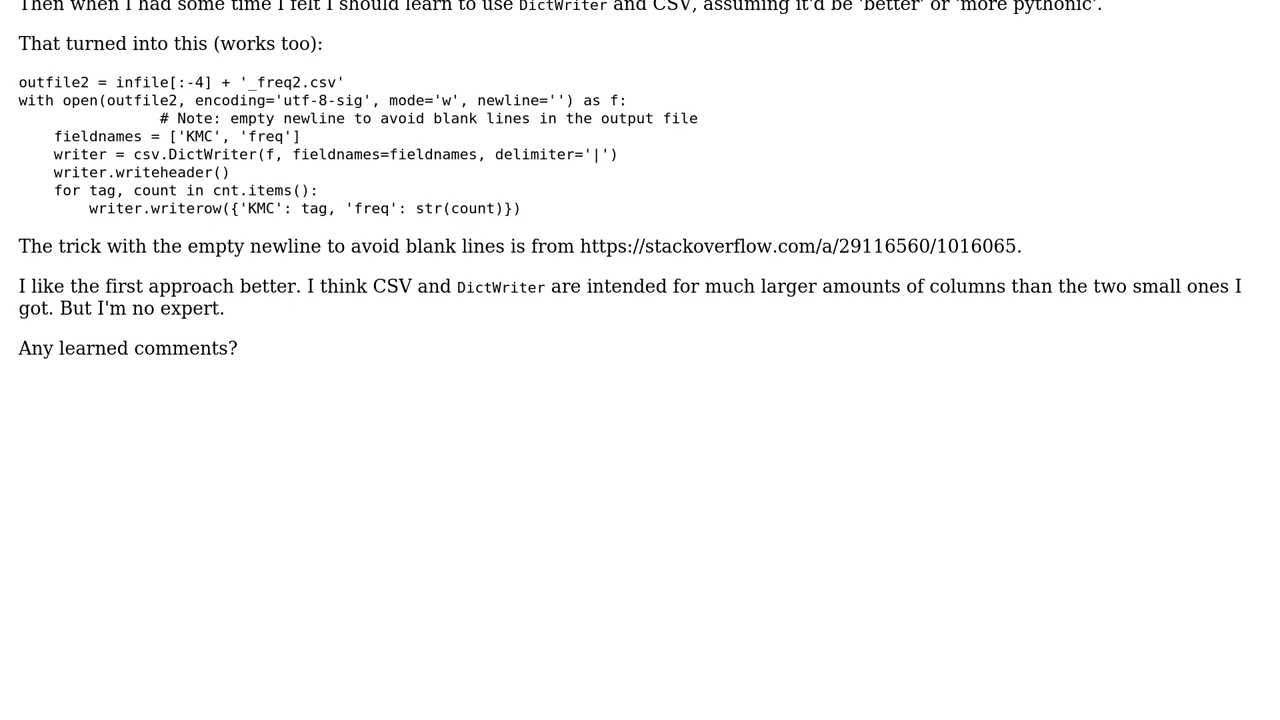 Then when I had some time I felt I should learn to use DictWriter and CSV, assuming it'd be 'better' or 'more pythonic'.
That turned into this (works too):
outfile2 = infile[:-4] + '_freq2.csv'
with open(outfile2, encoding='utf-8-sig', mode='w', newline='') as f:
                # Note: empty newline to avoid blank lines in the output file
    fieldnames = ['KMC', 'freq']
    writer = csv.DictWriter(f, fieldnames=fieldnames, delimiter='|')
    writer.writeheader()
    for tag, count in cnt.items():
        writer.writerow({'KMC': tag, 'freq': str(count)})
The trick with the empty newline to avoid blank lines is from https://stackoverflow.com/a/29116560/1016065.
I like the first approach better. I think CSV and DictWriter are intended for much larger amounts of columns than the two small ones I
got. But I'm no expert.
Any learned comments?